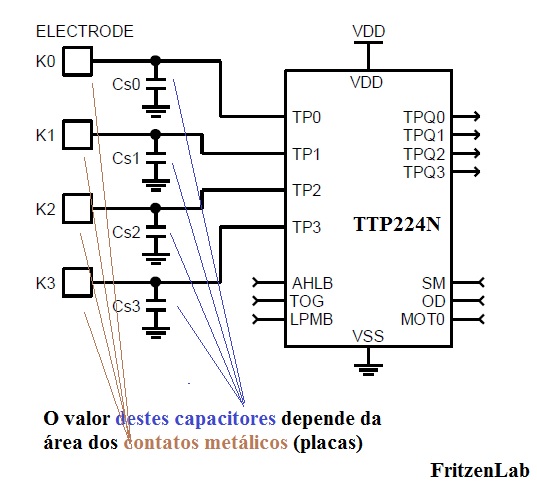 ELECTRODE
VDD
K0
Cs0
VDD
TP0
TPQ0
K1
TPQ1
Cs1
TP1
TPQ2
TPQ3
K2
TP2
Cs2
TP3
TTP224N
K3
Cs3
AHLB
SM
TOG
OD
LPMB
MOT0
VSS
O valor destes capacitores depende da
área dos contatos metálicos (placas)
FritzenLab